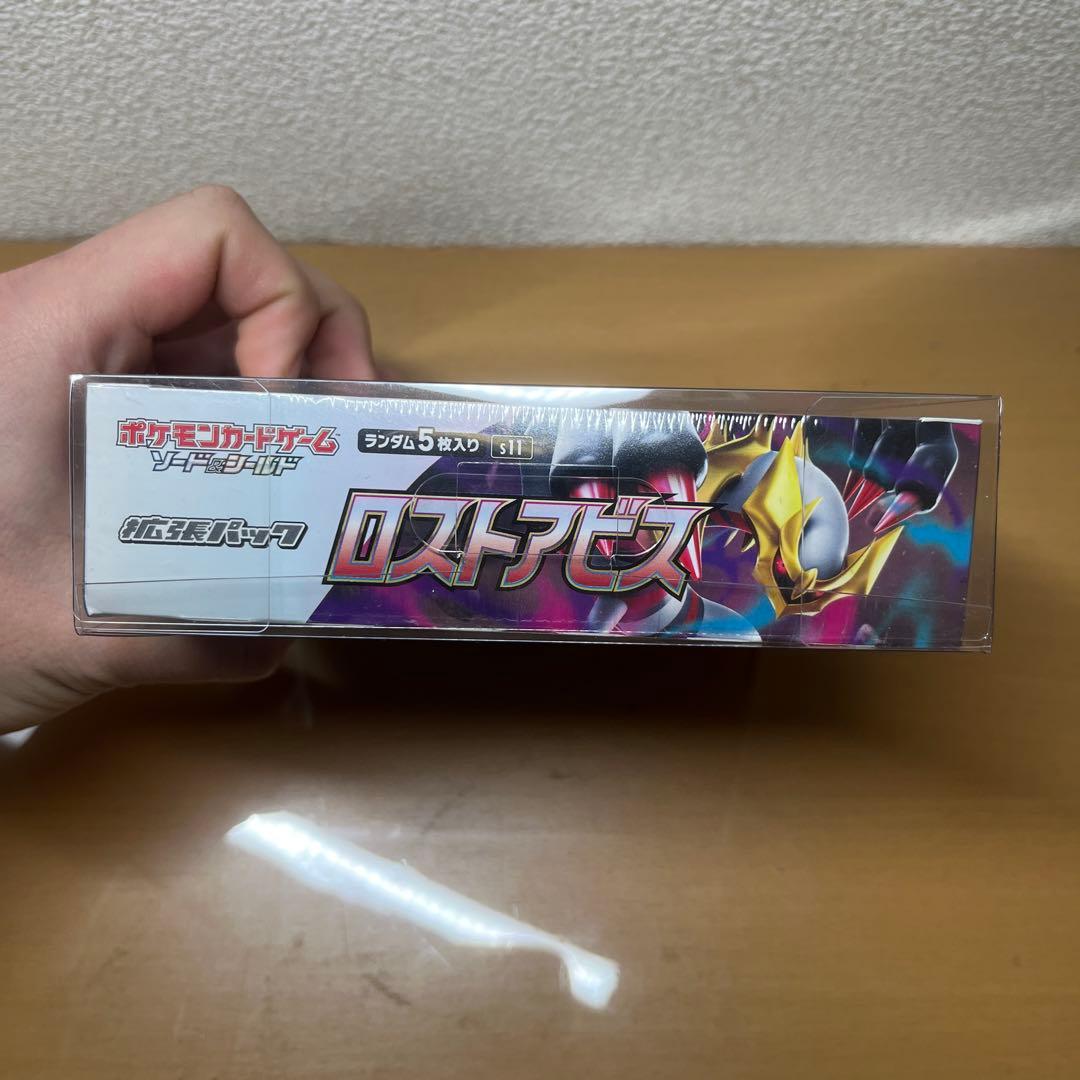 ポケモンカードゲーム
ソード&シールド
ランダム5枚入り s11
拡張パック
ロストアビス